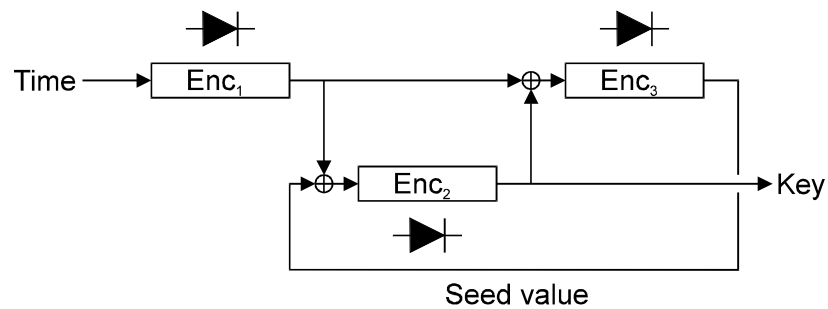 Time
Enc₁
Enc₃
Enc₂
Key
Seed value